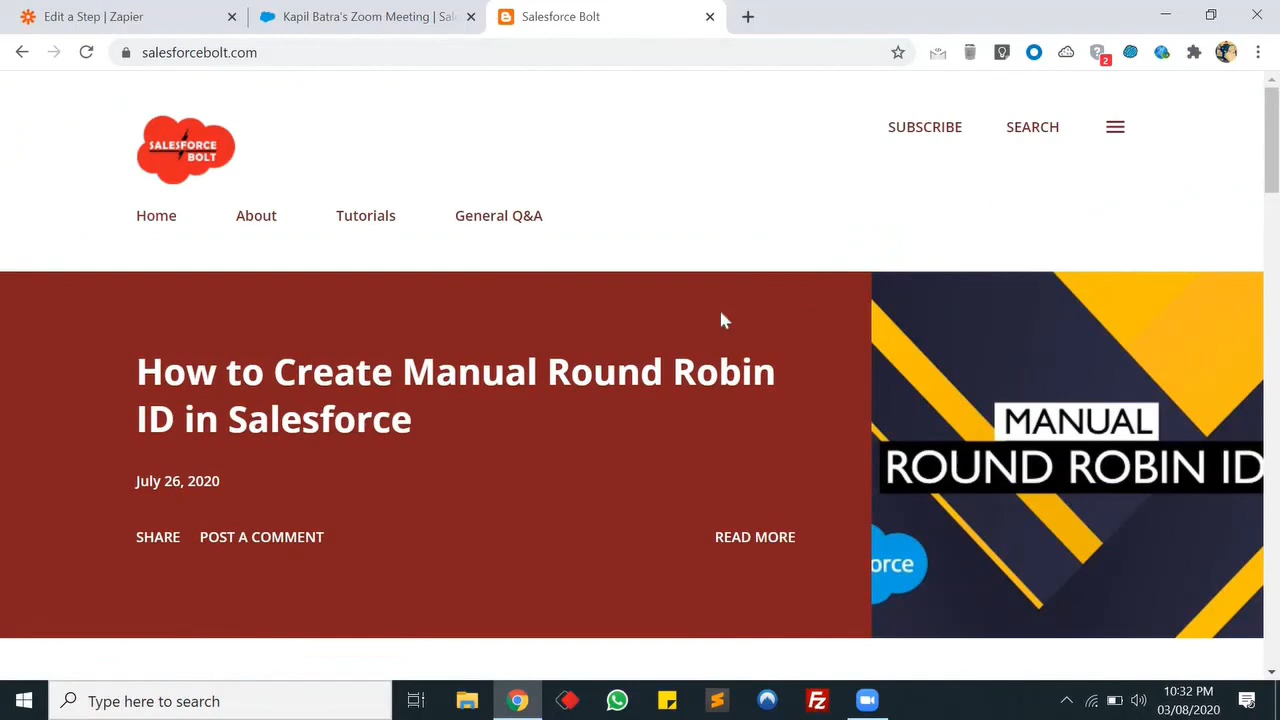 Edit a Step | Zapier
Kapil Batra's Zoom Meeting | Sal
Salesforce Bolt
salesforcebolt.com
2
SALESFORCE
BOLT
SUBSCRIBE
SEARCH
Home
About
Tutorials
General Q&A
How to Create Manual Round Robin
ID in Salesforce
July 26, 2020
SHARE
POST A COMMENT
READ MORE
MANUAL
ROUND ROBIN ID
orce
Type here to search
10:32 PM
03/08/2020